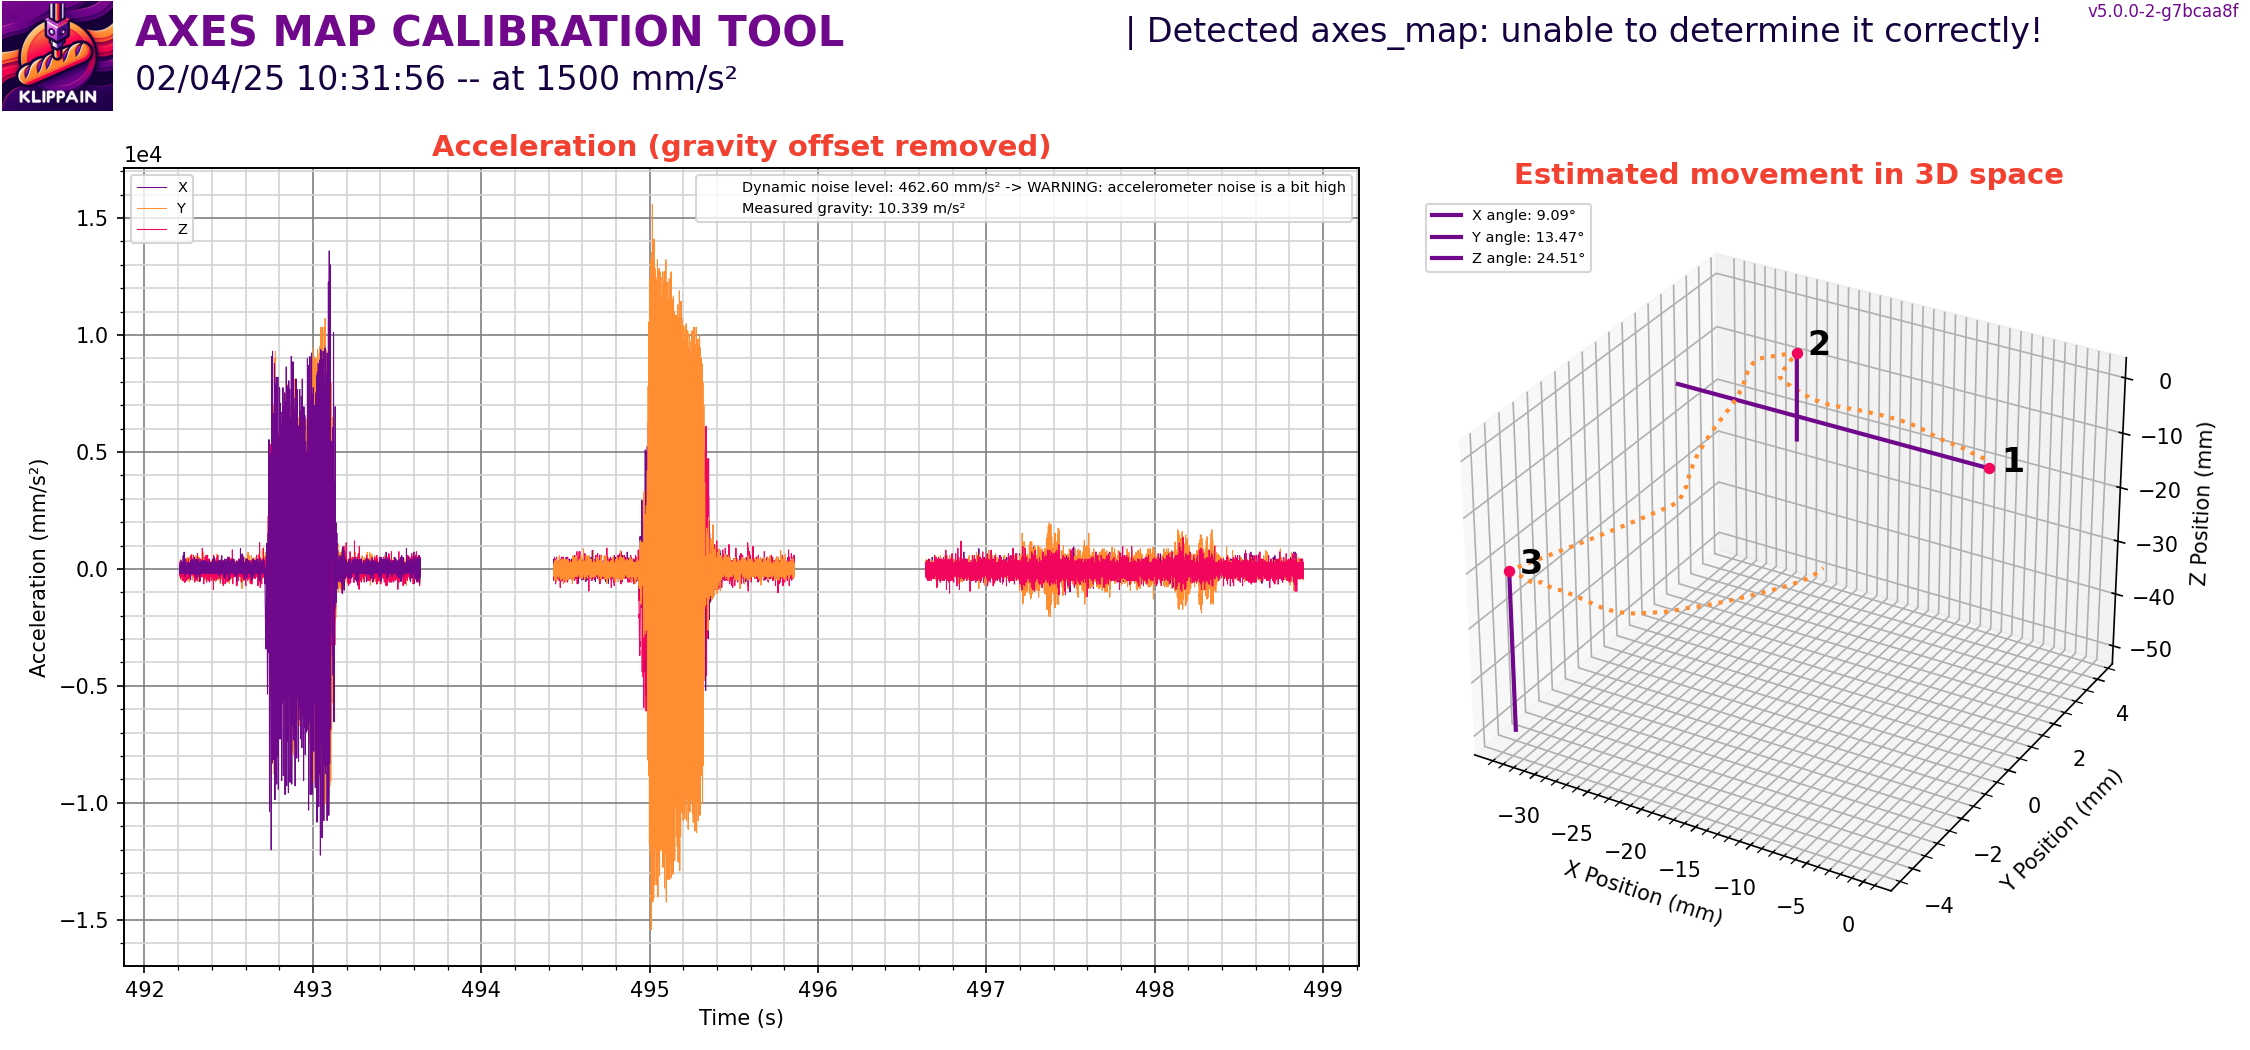 KLIPPAIN
AXES MAP CALIBRATION TOOL
02/04/25 10:31:56 -- at 1500 mm/s²
| Detected axes_map: unable to determine it correctly!
v5.0.0-2-g7bcaa8f
Acceleration (gravity offset removed)
1e4
X
Y
Z
Dynamic noise level: 462.60 mm/s² -> WARNING: accelerometer noise is a bit high
Measured gravity: 10.339 m/s²
1.5
1.0
0.5
0.0
−0.5
−1.0
−1.5
Acceleration (mm/s²)
492
493
494
495
496
497
498
499
Time (s)
Estimated movement in 3D space
X angle: 9.09°
Y angle: 13.47°
Z angle: 24.51°
2
1
3
0
−10
−20
−30
−40
−50
Z Position (mm)
4
2
0
−2
−4
Y Position (mm)
−30
−25
−20
−15
−10
−5
0
X Position (mm)